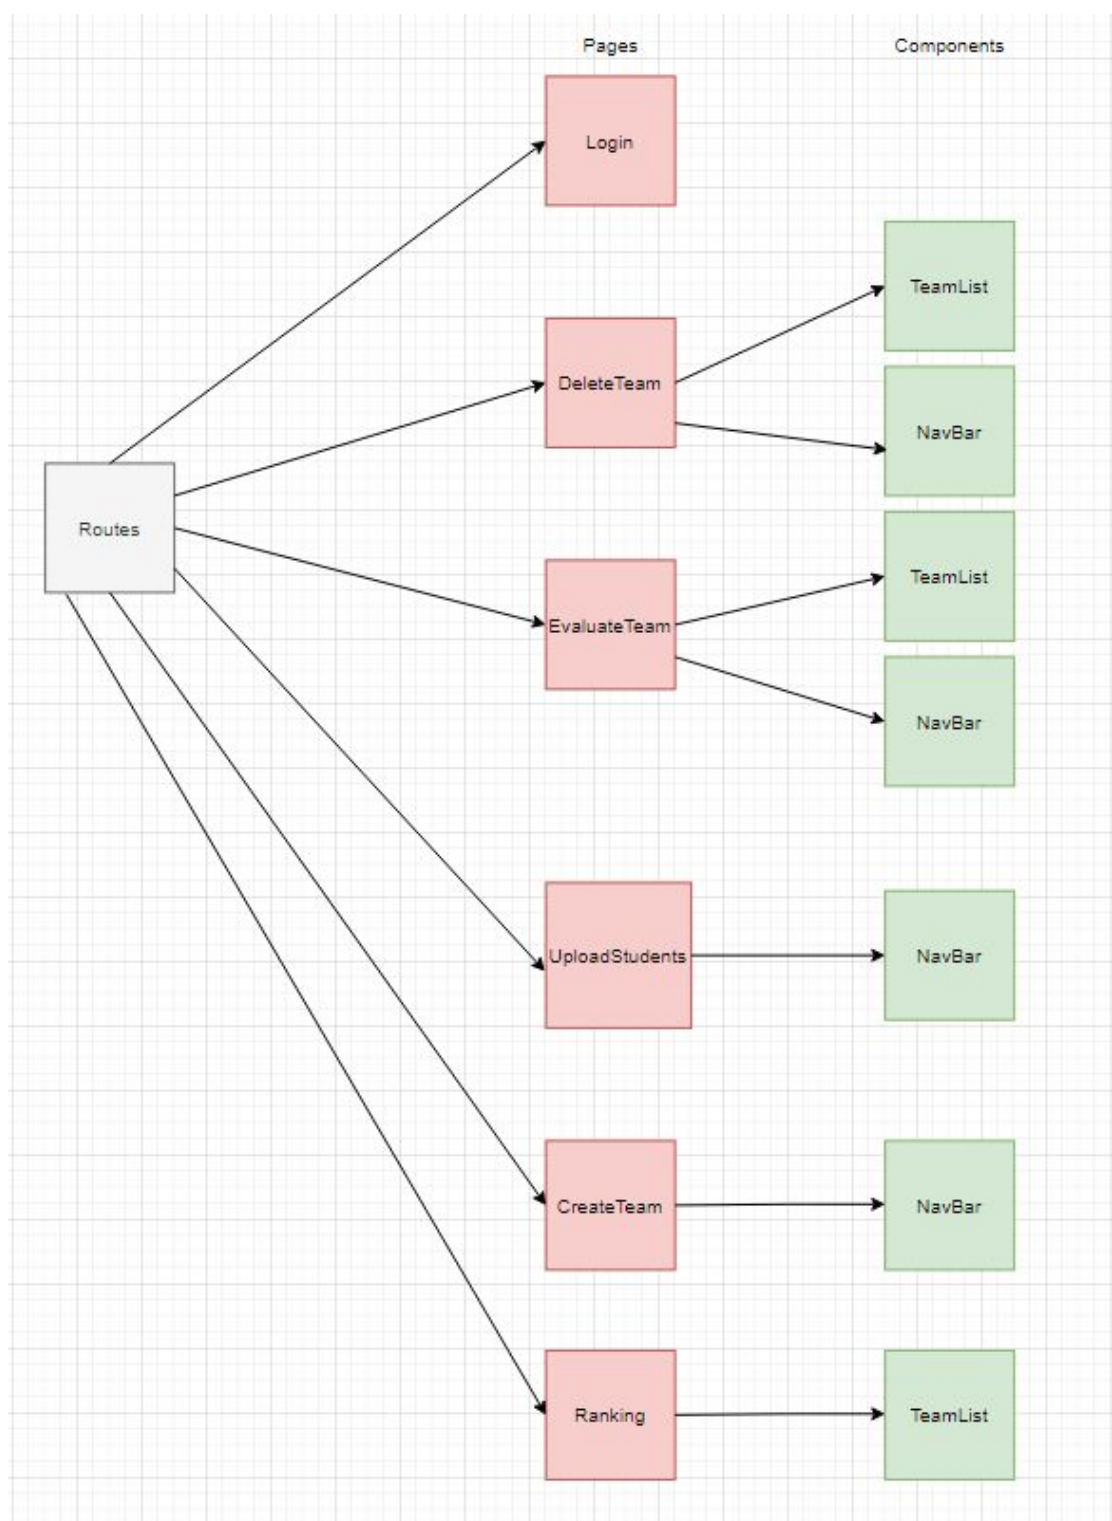 Pages
Components
Login
TeamList
DeleteTeam
NavBar
Routes
TeamList
EvaluateTeam
NavBar
UploadStudents
NavBar
CreateTeam
NavBar
Ranking
TeamList